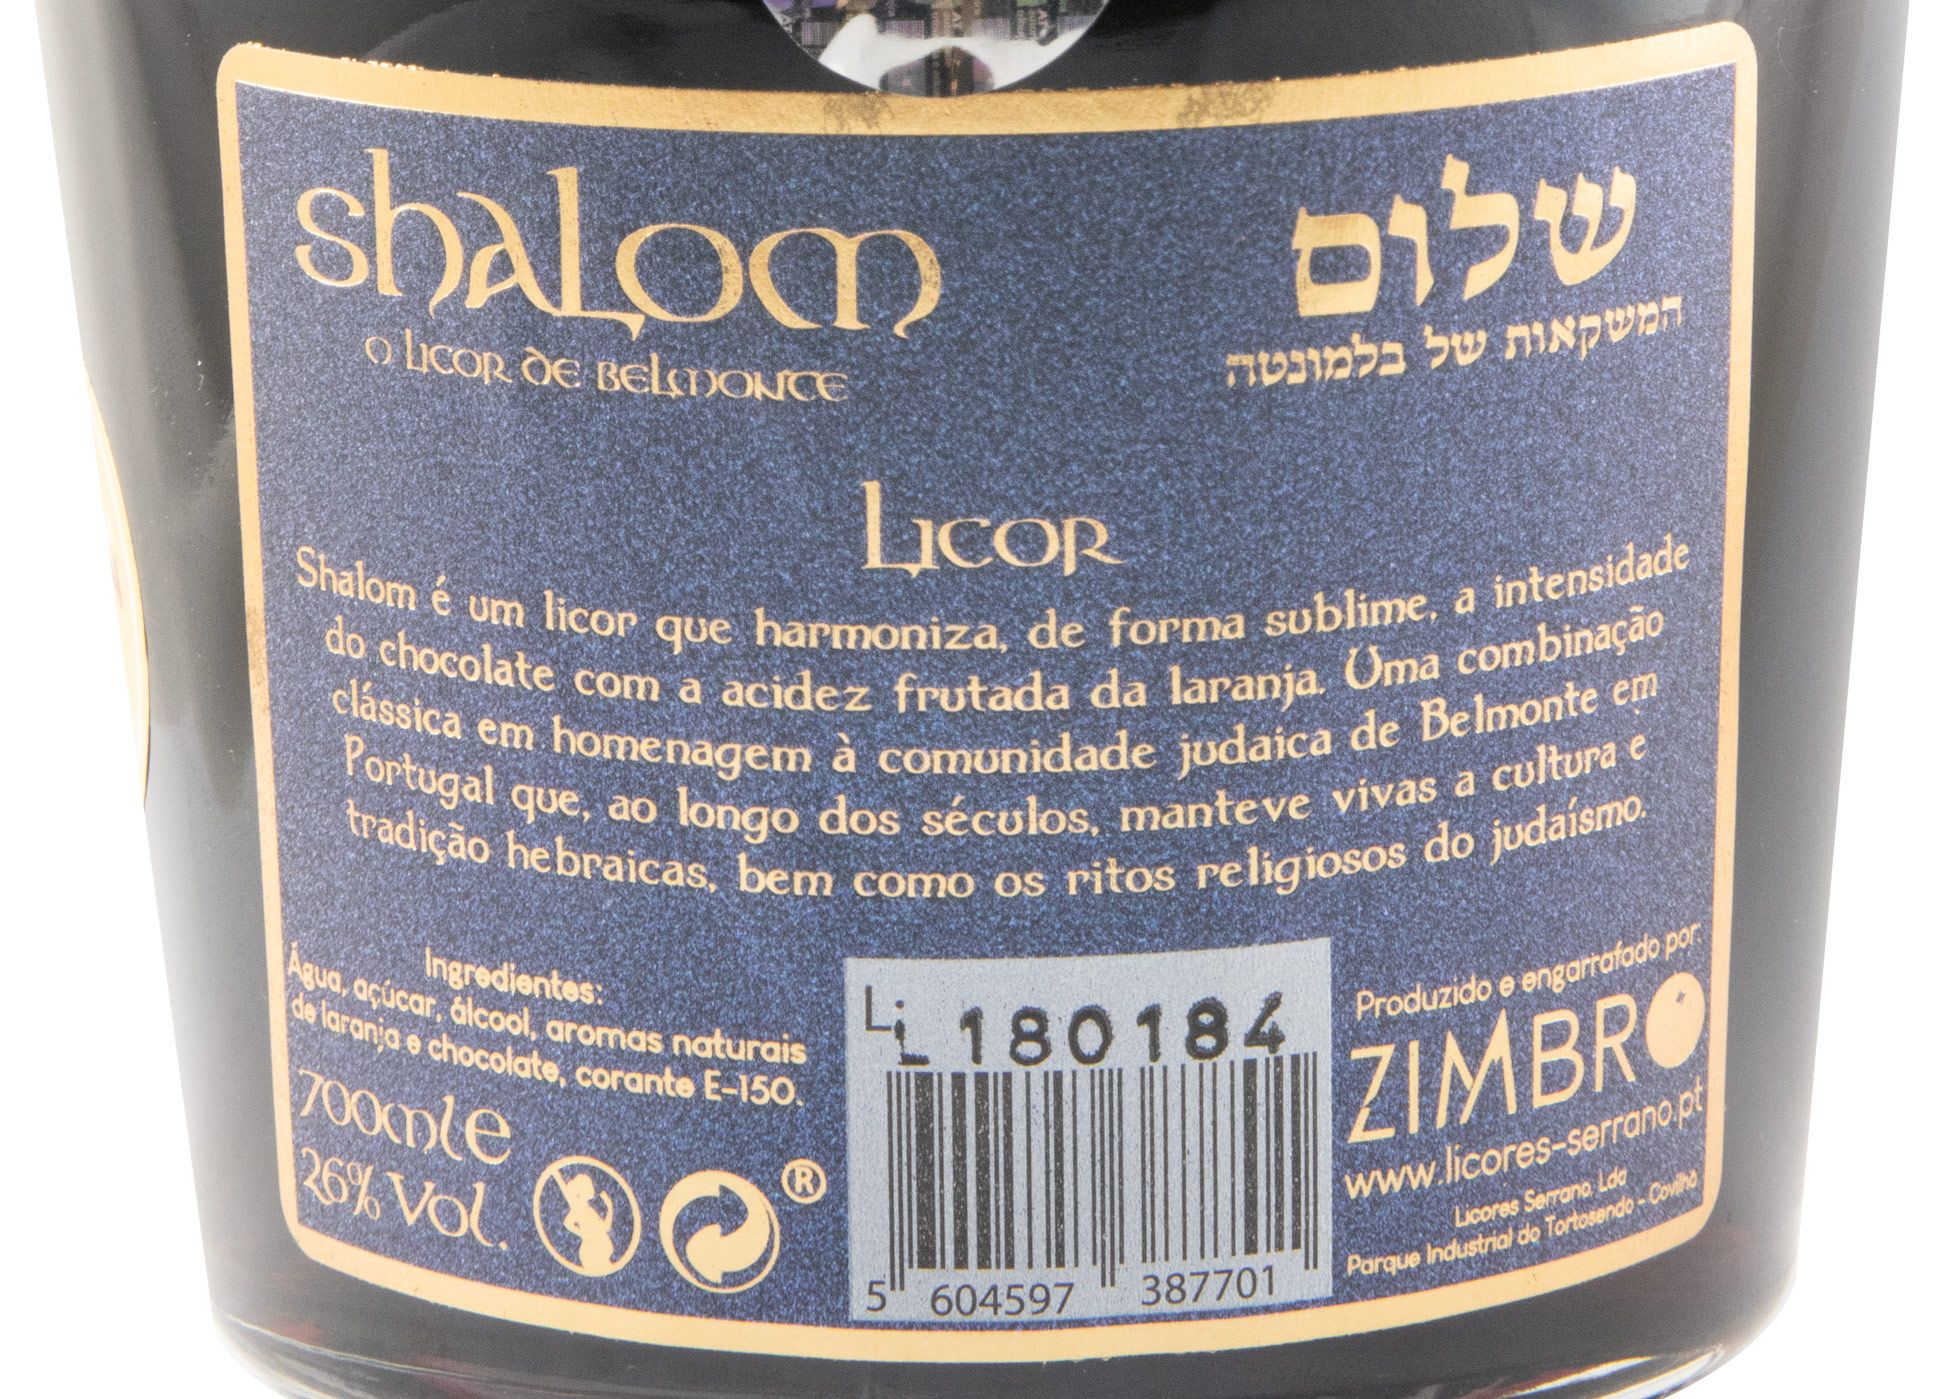 shalom
שלום
o licor de Belmonte
המשקאות של בלמונטה
Licor
Shalom é um licor que harmoniza, de forma sublime, a intensidade
do chocolate com a acidez frutada da laranja. Uma combinação
clássica em homenagem à comunidade judaica de Belmonte em
Portugal que, ao longo dos séculos, manteve vivas a cultura e
tradição hebraicas, bem como os ritos religiosos do judaísmo.
Ingredientes:
Água, açúcar, álcool, aromas naturais
de laranja e chocolate, corante E-150.
700ml e
26% Vol.
®
L:
L 180184
5 604597 387701
Produzido e engarrafado por:
ZIMBRO
www.licores-serrano.pt
Licores Serrano, Lda
Parque Industrial do Tortosendo - Covilhã